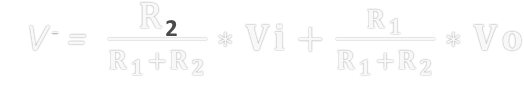 V⁻ = R₂ / (R₁+R₂) * Vi + R₁ / (R₁+R₂) * Vo